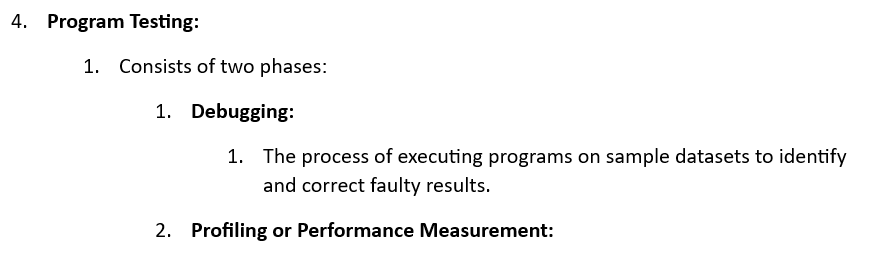 4. Program Testing:
1. Consists of two phases:
1. Debugging:
1. The process of executing programs on sample datasets to identify
and correct faulty results.
2. Profiling or Performance Measurement: